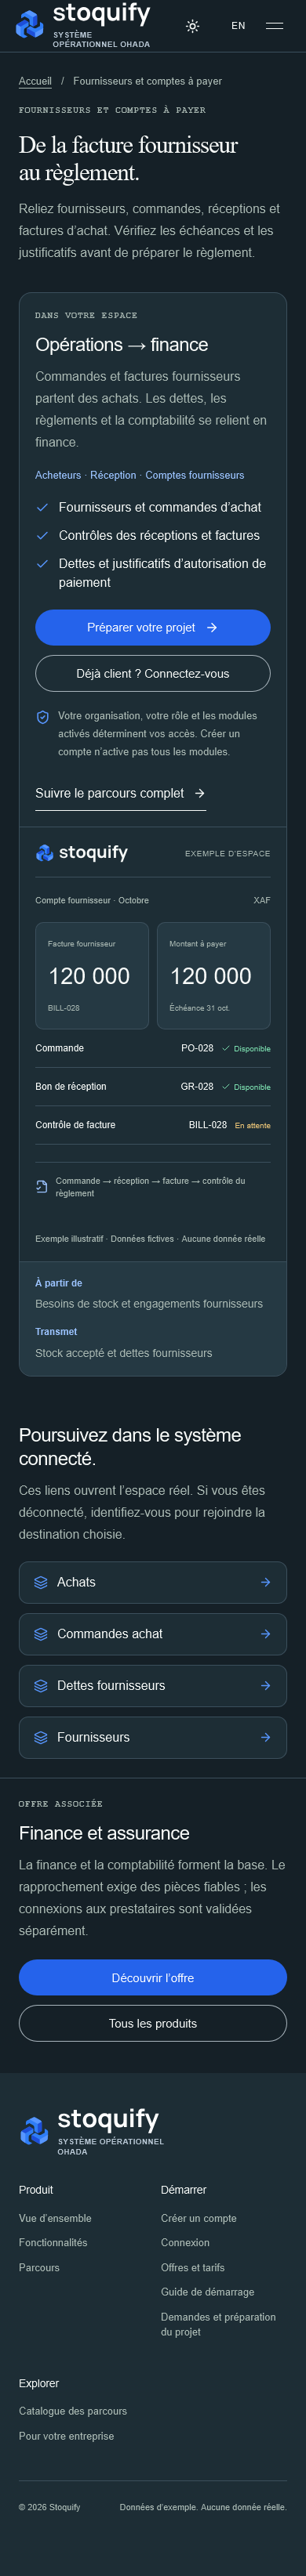 stoquify
SYSTÈME
OPÉRATIONNEL OHADA
EN
Accueil / Fournisseurs et comptes à payer
FOURNISSEURS ET COMPTES À PAYER
De la facture fournisseur
au règlement.
Reliez fournisseurs, commandes, réceptions et
factures d’achat. Vérifiez les échéances et les
justificatifs avant de préparer le règlement.
DANS VOTRE ESPACE
Opérations → finance
Commandes et factures fournisseurs
partent des achats. Les dettes, les
règlements et la comptabilité se relient en
finance.
Acheteurs · Réception · Comptes fournisseurs
Fournisseurs et commandes d’achat
Contrôles des réceptions et factures
Dettes et justificatifs d’autorisation de
paiement
Préparer votre projet →
Déjà client ? Connectez-vous
Votre organisation, votre rôle et les modules
activés déterminent vos accès. Créer un
compte n’active pas tous les modules.
Suivre le parcours complet →
stoquify EXEMPLE D’ESPACE
Compte fournisseur · Octobre XAF
Facture fournisseur
120 000
BILL-028
Montant à payer
120 000
Échéance 31 oct.
Commande PO-028 Disponible
Bon de réception GR-028 Disponible
Contrôle de facture BILL-028 En attente
Commande → réception → facture → contrôle du
règlement
Exemple illustratif · Données fictives · Aucune donnée réelle
À partir de
Besoins de stock et engagements fournisseurs
Transmet
Stock accepté et dettes fournisseurs
Poursuivez dans le système
connecté.
Ces liens ouvrent l’espace réel. Si vous êtes
déconnecté, identifiez-vous pour rejoindre la
destination choisie.
Achats →
Commandes achat →
Dettes fournisseurs →
Fournisseurs →
OFFRE ASSOCIÉE
Finance et assurance
La finance et la comptabilité forment la base. Le
rapprochement exige des pièces fiables ; les
connexions aux prestataires sont validées
séparément.
Découvrir l’offre
Tous les produits
stoquify
SYSTÈME OPÉRATIONNEL
OHADA
Produit
Vue d’ensemble
Fonctionnalités
Parcours
Démarrer
Créer un compte
Connexion
Offres et tarifs
Guide de démarrage
Demandes et préparation
du projet
Explorer
Catalogue des parcours
Pour votre entreprise
© 2026 Stoquify Données d’exemple. Aucune donnée réelle.